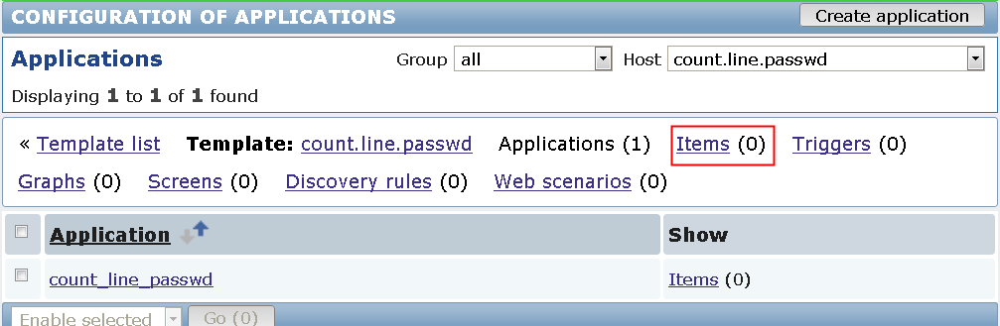 CONFIGURATION OF APPLICATIONS Create application
Applications Group all Host count.line.passwd
Displaying 1 to 1 of 1 found
« Template list Template: count.line.passwd Applications (1) Items (0) Triggers (0)
Graphs (0) Screens (0) Discovery rules (0) Web scenarios (0)
Application Show
count_line_passwd Items (0)
Enable selected Go (0)